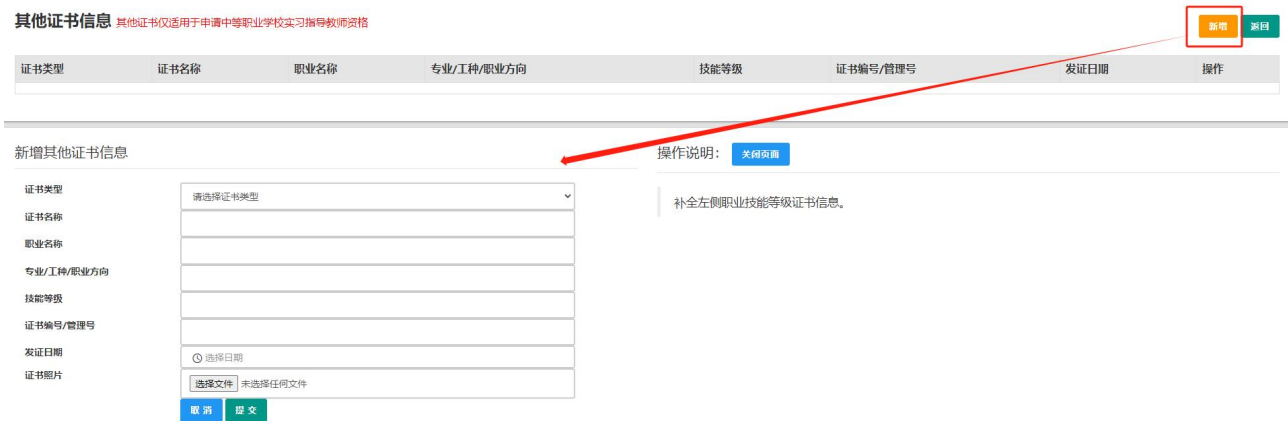 其他证书信息 其他证书仅适用于申请中等职业学校实习指导教师资格 新增 返回
证书类型 证书名称 职业名称 专业/工种/职业方向 技能等级 证书编号/管理号 发证日期 操作
新增其他证书信息
证书类型 请选择证书类型
证书名称
职业名称
专业/工种/职业方向
技能等级
证书编号/管理号
发证日期 选择日期
证书照片 选择文件 未选择任何文件
取 消 提 交
操作说明: 关闭页面
补全左侧职业技能等级证书信息。